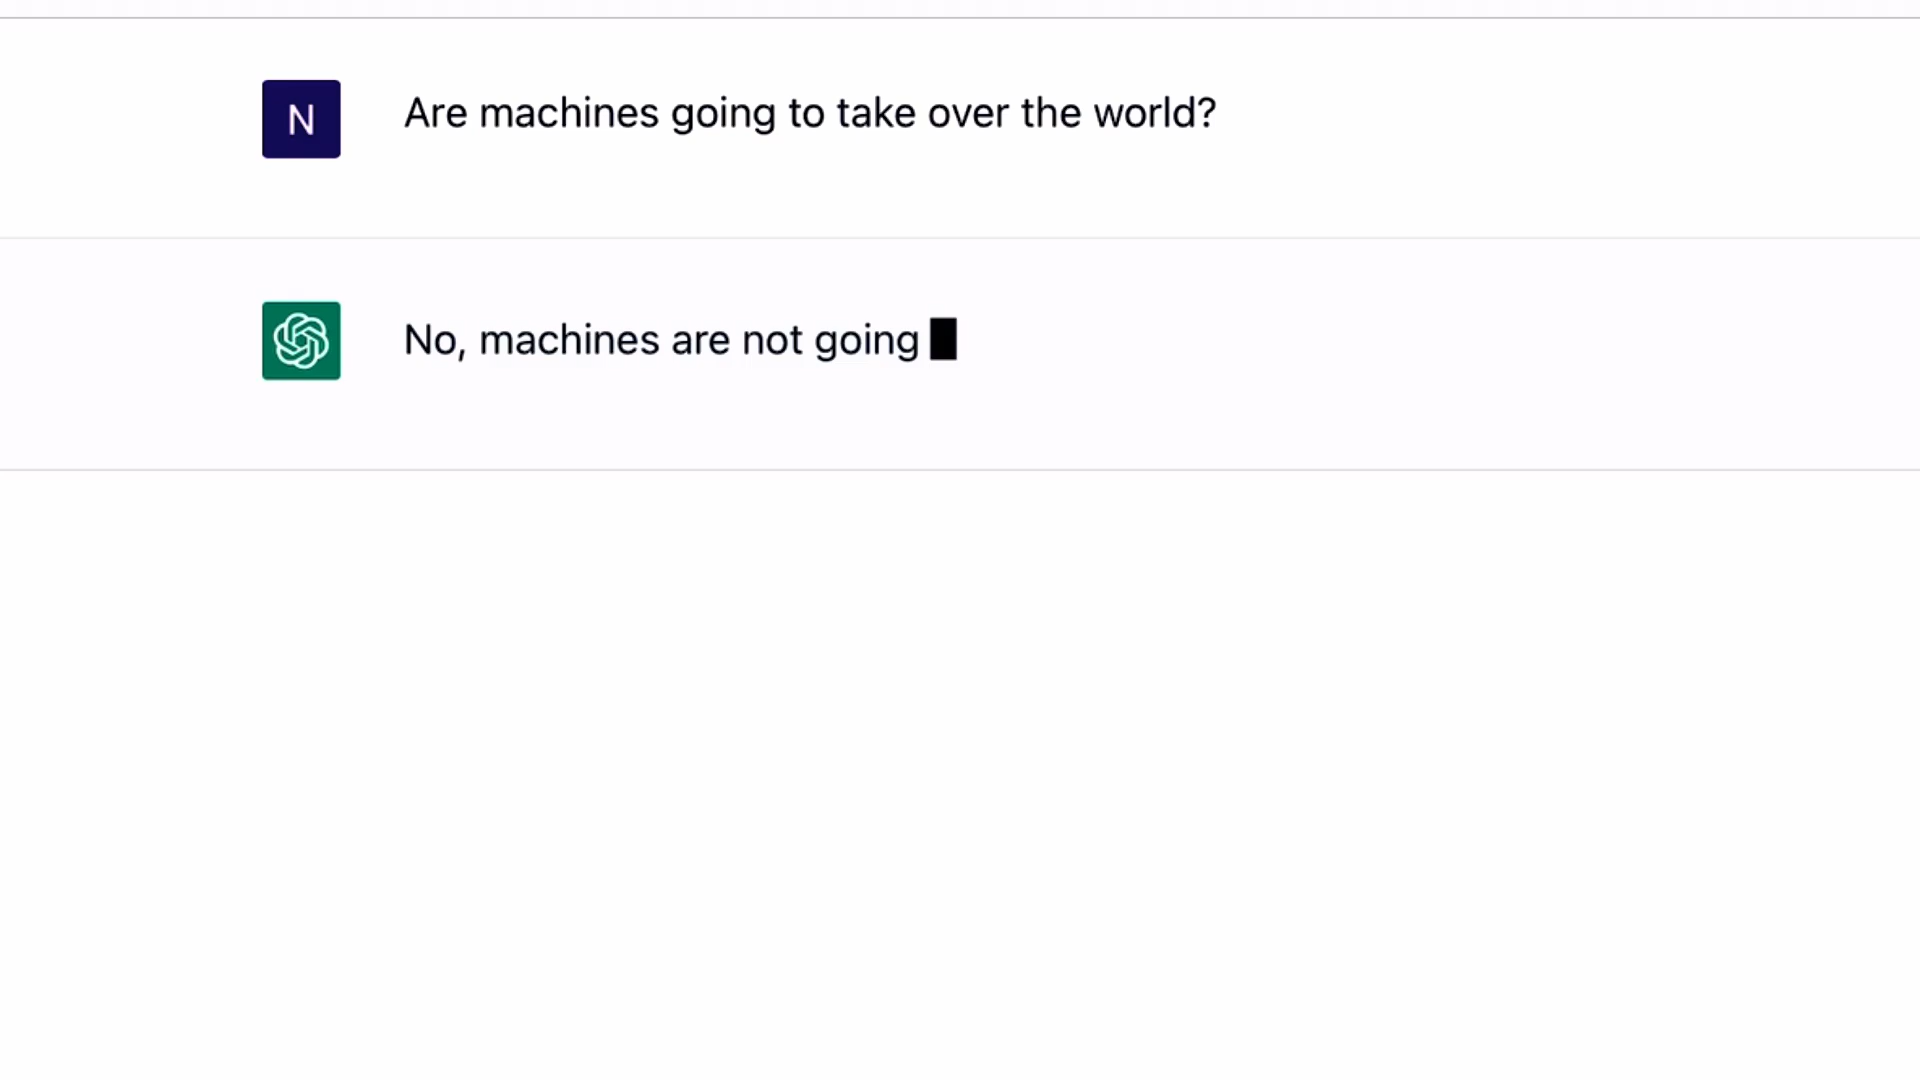 N
Are machines going to take over the world?
No, machines are not going